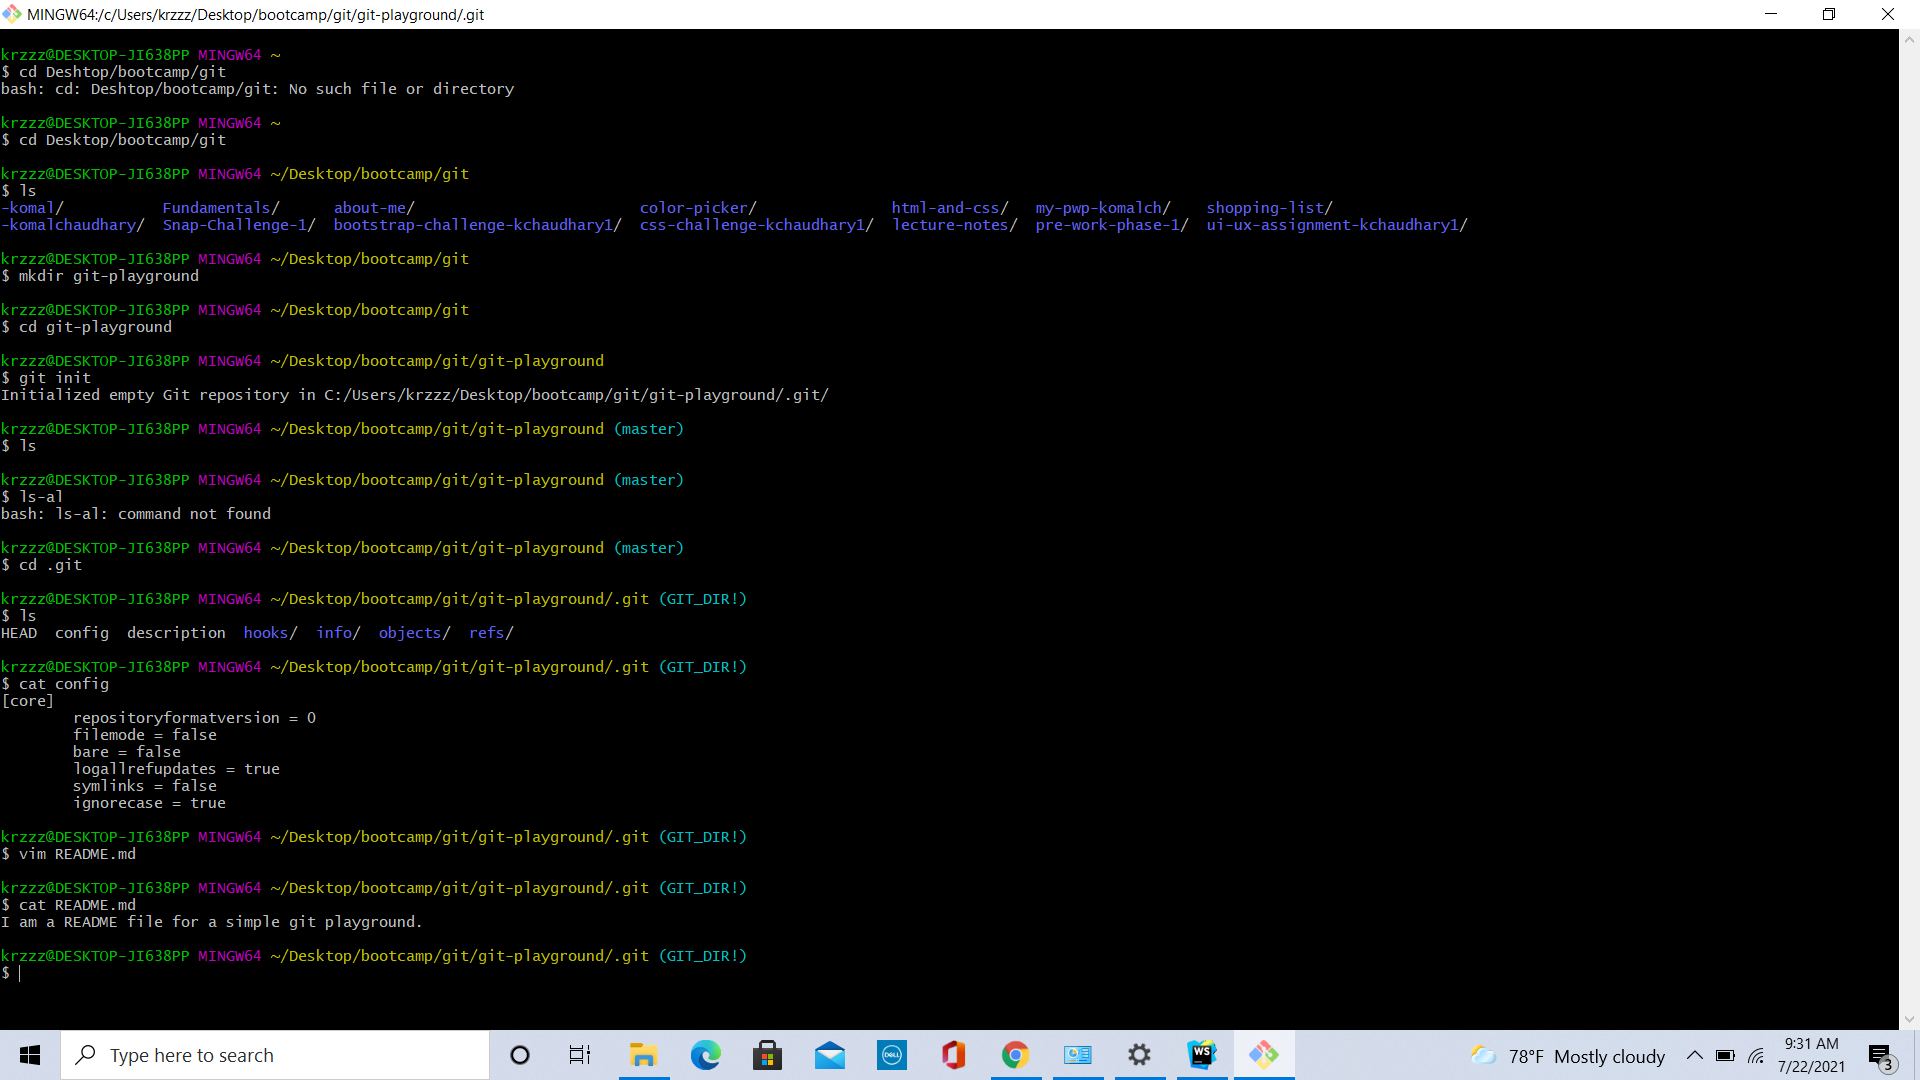 MINGW64:/c/Users/krzzz/Desktop/bootcamp/git/git-playground/.git
krzzz@DESKTOP-JI638PP MINGW64 ~
$ cd Deshtop/bootcamp/git
bash: cd: Deshtop/bootcamp/git: No such file or directory
krzzz@DESKTOP-JI638PP MINGW64 ~
$ cd Desktop/bootcamp/git
krzzz@DESKTOP-JI638PP MINGW64 ~/Desktop/bootcamp/git
$ ls
-komal/ Fundamentals/ about-me/ color-picker/ html-and-css/ my-pwp-komalch/ shopping-list/
-komalchaudhary/ Snap-Challenge-1/ bootstrap-challenge-kchaudhary1/ css-challenge-kchaudhary1/ lecture-notes/ pre-work-phase-1/ ui-ux-assignment-kchaudhary1/
krzzz@DESKTOP-JI638PP MINGW64 ~/Desktop/bootcamp/git
$ mkdir git-playground
krzzz@DESKTOP-JI638PP MINGW64 ~/Desktop/bootcamp/git
$ cd git-playground
krzzz@DESKTOP-JI638PP MINGW64 ~/Desktop/bootcamp/git/git-playground
$ git init
Initialized empty Git repository in C:/Users/krzzz/Desktop/bootcamp/git/git-playground/.git/
krzzz@DESKTOP-JI638PP MINGW64 ~/Desktop/bootcamp/git/git-playground (master)
$ ls
krzzz@DESKTOP-JI638PP MINGW64 ~/Desktop/bootcamp/git/git-playground (master)
$ ls-al
bash: ls-al: command not found
krzzz@DESKTOP-JI638PP MINGW64 ~/Desktop/bootcamp/git/git-playground (master)
$ cd .git
krzzz@DESKTOP-JI638PP MINGW64 ~/Desktop/bootcamp/git/git-playground/.git (GIT_DIR!)
$ ls
HEAD config description hooks/ info/ objects/ refs/
krzzz@DESKTOP-JI638PP MINGW64 ~/Desktop/bootcamp/git/git-playground/.git (GIT_DIR!)
$ cat config
[core]
repositoryformatversion = 0
filemode = false
bare = false
logallrefupdates = true
symlinks = false
ignorecase = true
krzzz@DESKTOP-JI638PP MINGW64 ~/Desktop/bootcamp/git/git-playground/.git (GIT_DIR!)
$ vim README.md
krzzz@DESKTOP-JI638PP MINGW64 ~/Desktop/bootcamp/git/git-playground/.git (GIT_DIR!)
$ cat README.md
I am a README file for a simple git playground.
krzzz@DESKTOP-JI638PP MINGW64 ~/Desktop/bootcamp/git/git-playground/.git (GIT_DIR!)
$
Type here to search
DELL
WS
78°F Mostly cloudy
9:31 AM
7/22/2021
3